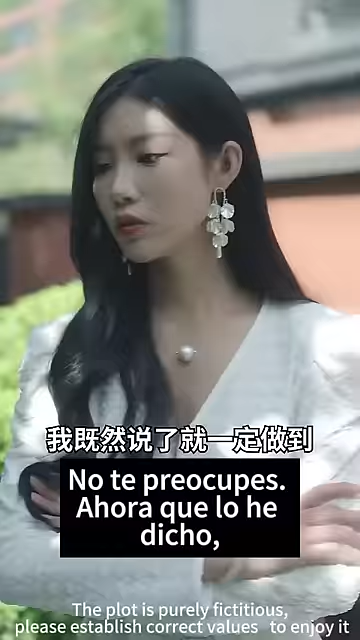 我既然说了就一定做到
No te preocupes.
Ahora que lo he
dicho,
The plot is purely fictitious,
please establish correct values to enjoy it